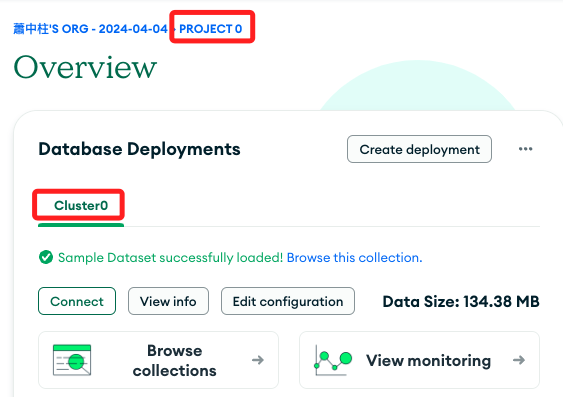 蕭中柱'S ORG - 2024-04-04 › PROJECT 0
Overview
Database Deployments
Create deployment
Cluster0
Sample Dataset successfully loaded! Browse this collection.
Connect
View info
Edit configuration
Data Size: 134.38 MB
Browse
collections
View monitoring